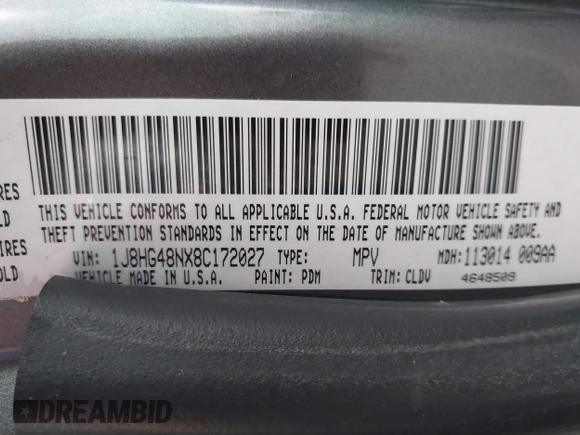 IRES
LD
IRES
OLD
THIS VEHICLE CONFORMS TO ALL APPLICABLE U.S.A. FEDERAL MOTOR VEHICLE SAFETY AND
THEFT PREVENTION STANDARDS IN EFFECT ON THE DATE OF MANUFACTURE SHOWN ABOVE.
VIN: 1J8HG48NX8C172027 TYPE: MPV MDH: 113014 009AA
VEHICLE MADE IN U.S.A. PAINT: PDM TRIM: CLDV 4648509
DREAMBID